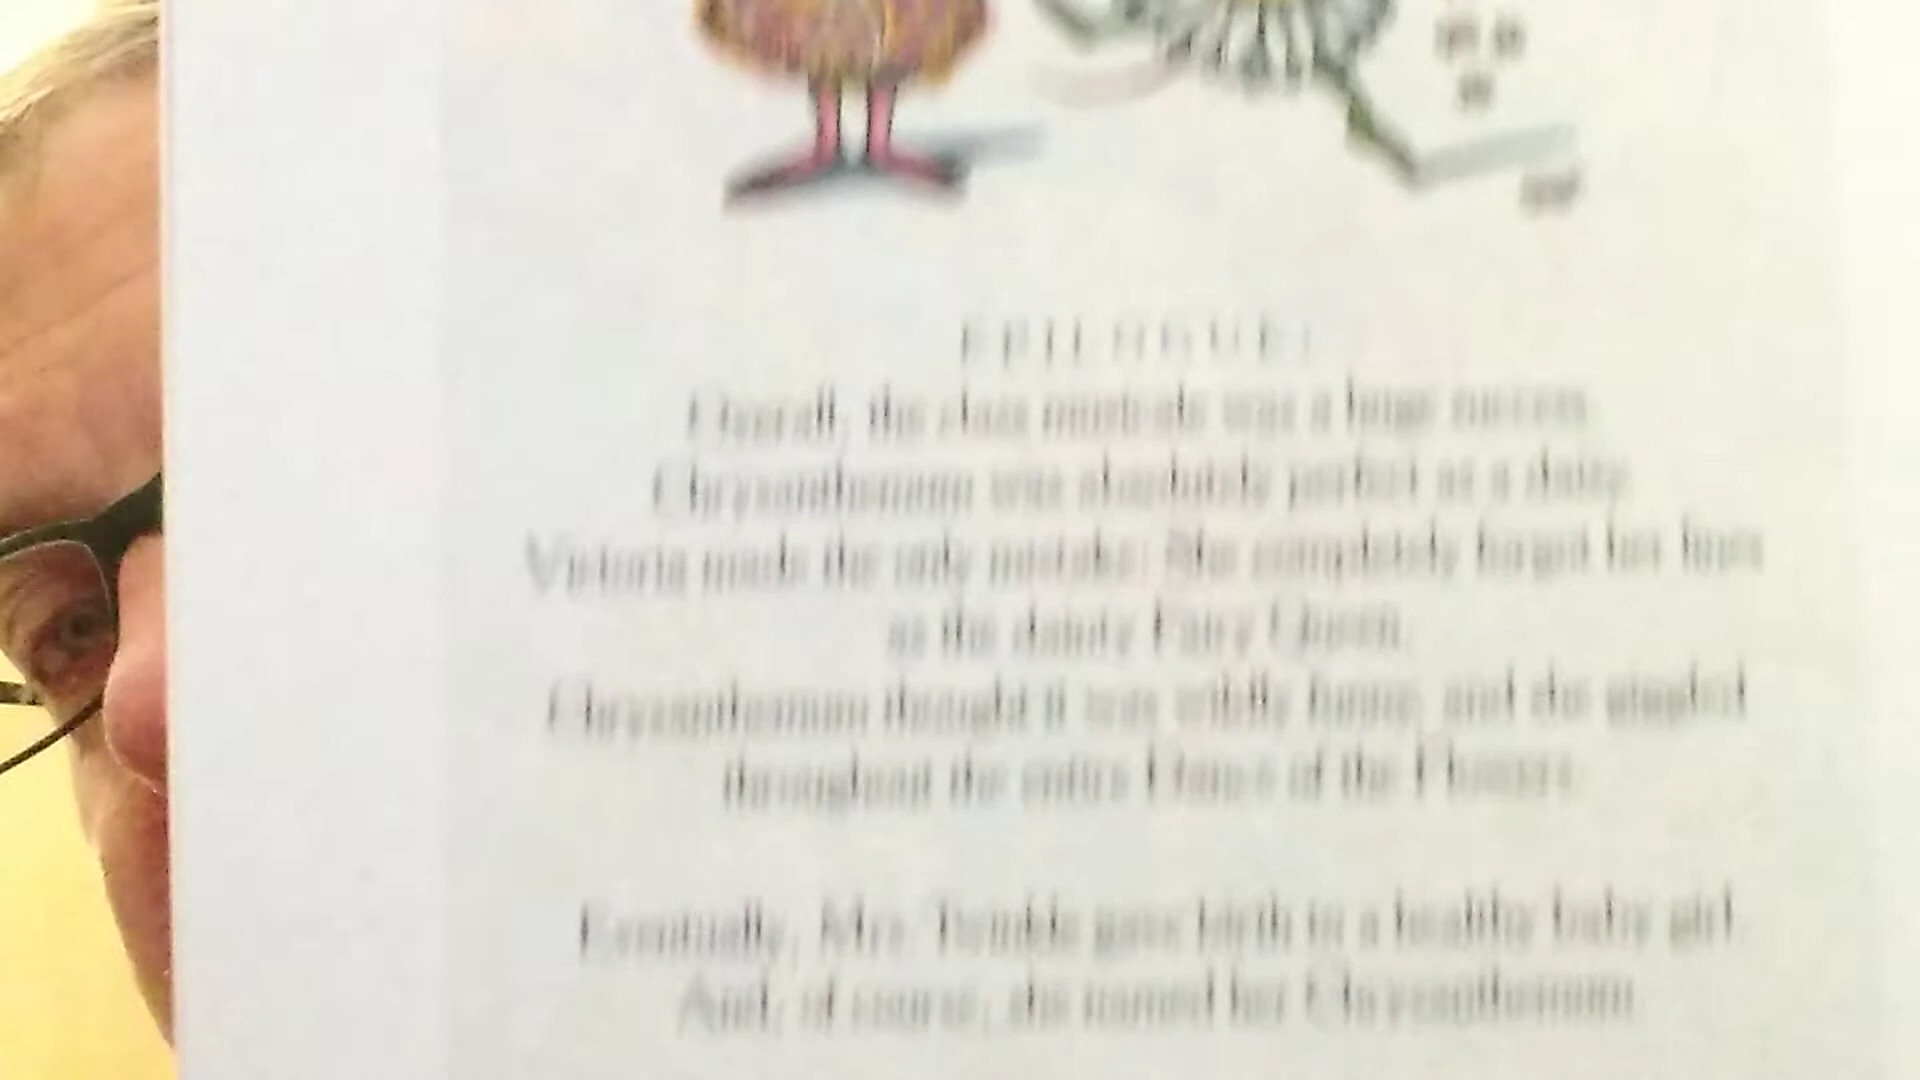 EPILOGUE:
Overall, the class musicale was a huge success.
Chrysanthemum was absolutely perfect as a daisy.
Victoria made the only mistake: She completely forgot her lines
as the dainty Fairy Queen.
Chrysanthemum thought it was wildly funny, and she giggled
throughout the entire Dance of the Flowers.
Eventually, Mrs. Twinkle gave birth to a healthy baby girl.
And, of course, she named her Chrysanthemum.